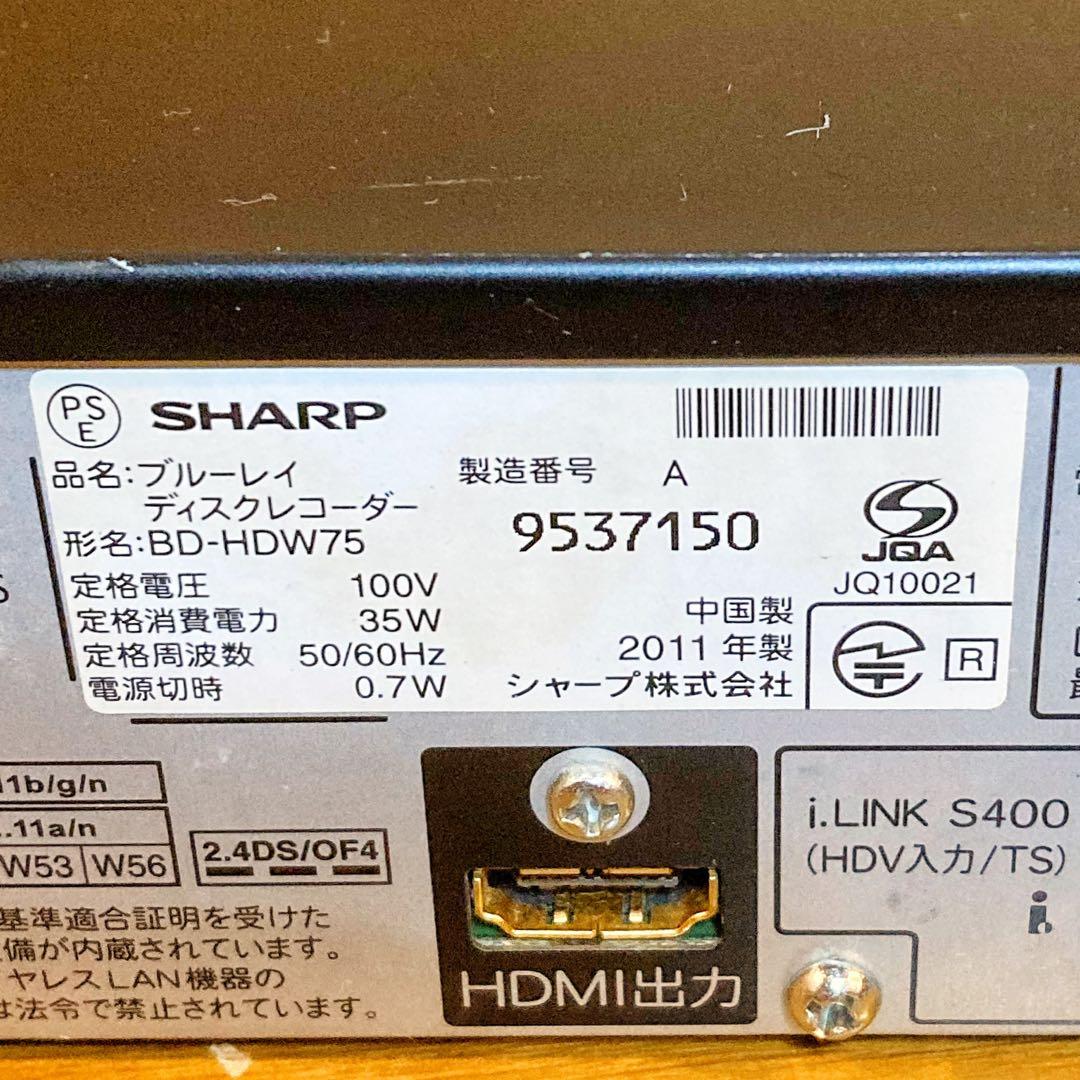 PS
E
SHARP
品名:ブルーレイ
ディスクレコーダー
形名:BD-HDW75
定格電圧 100V
定格消費電力 35W
定格周波数 50/60Hz
電源切時 0.7W
製造番号 A
9537150
JQA
JQ10021
中国製
2011年製
シャープ株式会社
R
1b/g/n
.11a/n
W53 W56
2.4DS/OF4
基準適合証明を受けた
備が内蔵されています。
ヤレスLAN機器の
は法令で禁止されています。
HDMI出力
i.LINK S400
(HDV入力/TS)
i